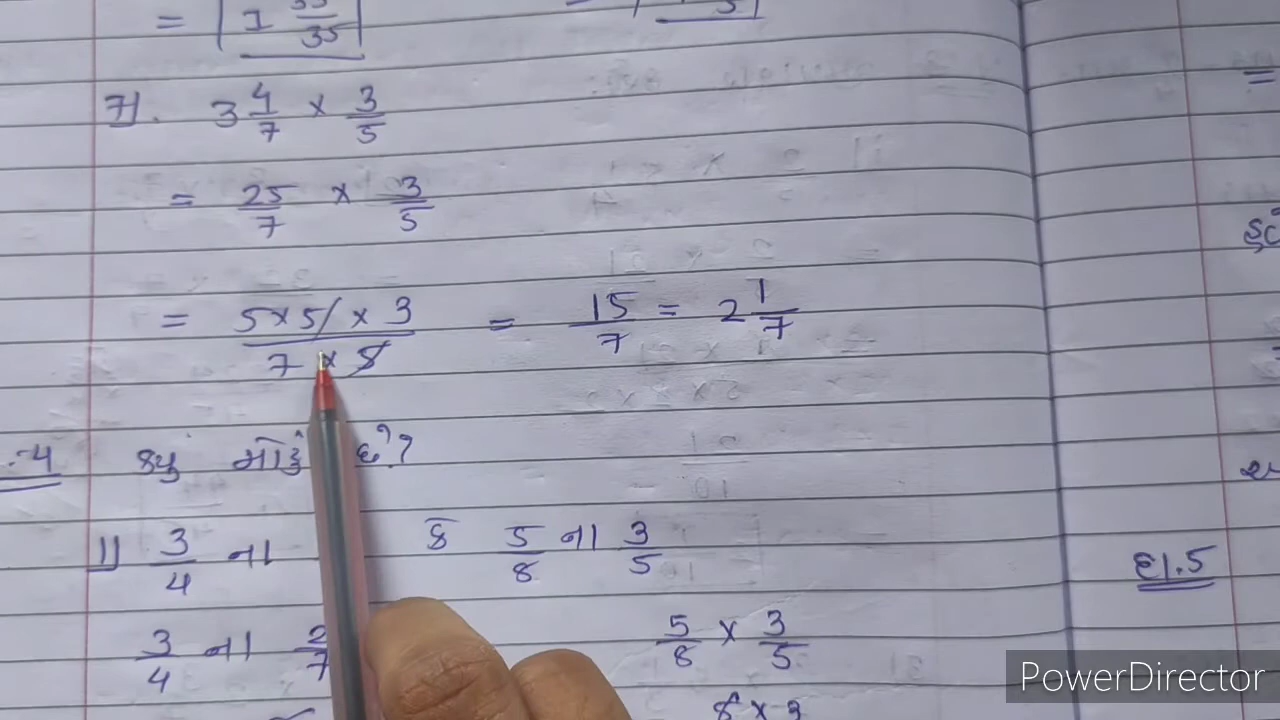 = 1 33/35
7]. 3 4/7 × 3/5
= 25/7 × 3/5
= 5×5 × 3 / 7 × 5 = 15/7 = 2 1/7
.-4 કયુ મોટું છે?
1] 3/4 ના કે 5/8 ના 3/5
3/4 ના 2/7 5/8 × 3/5
5 × 3
દા.5
PowerDirector